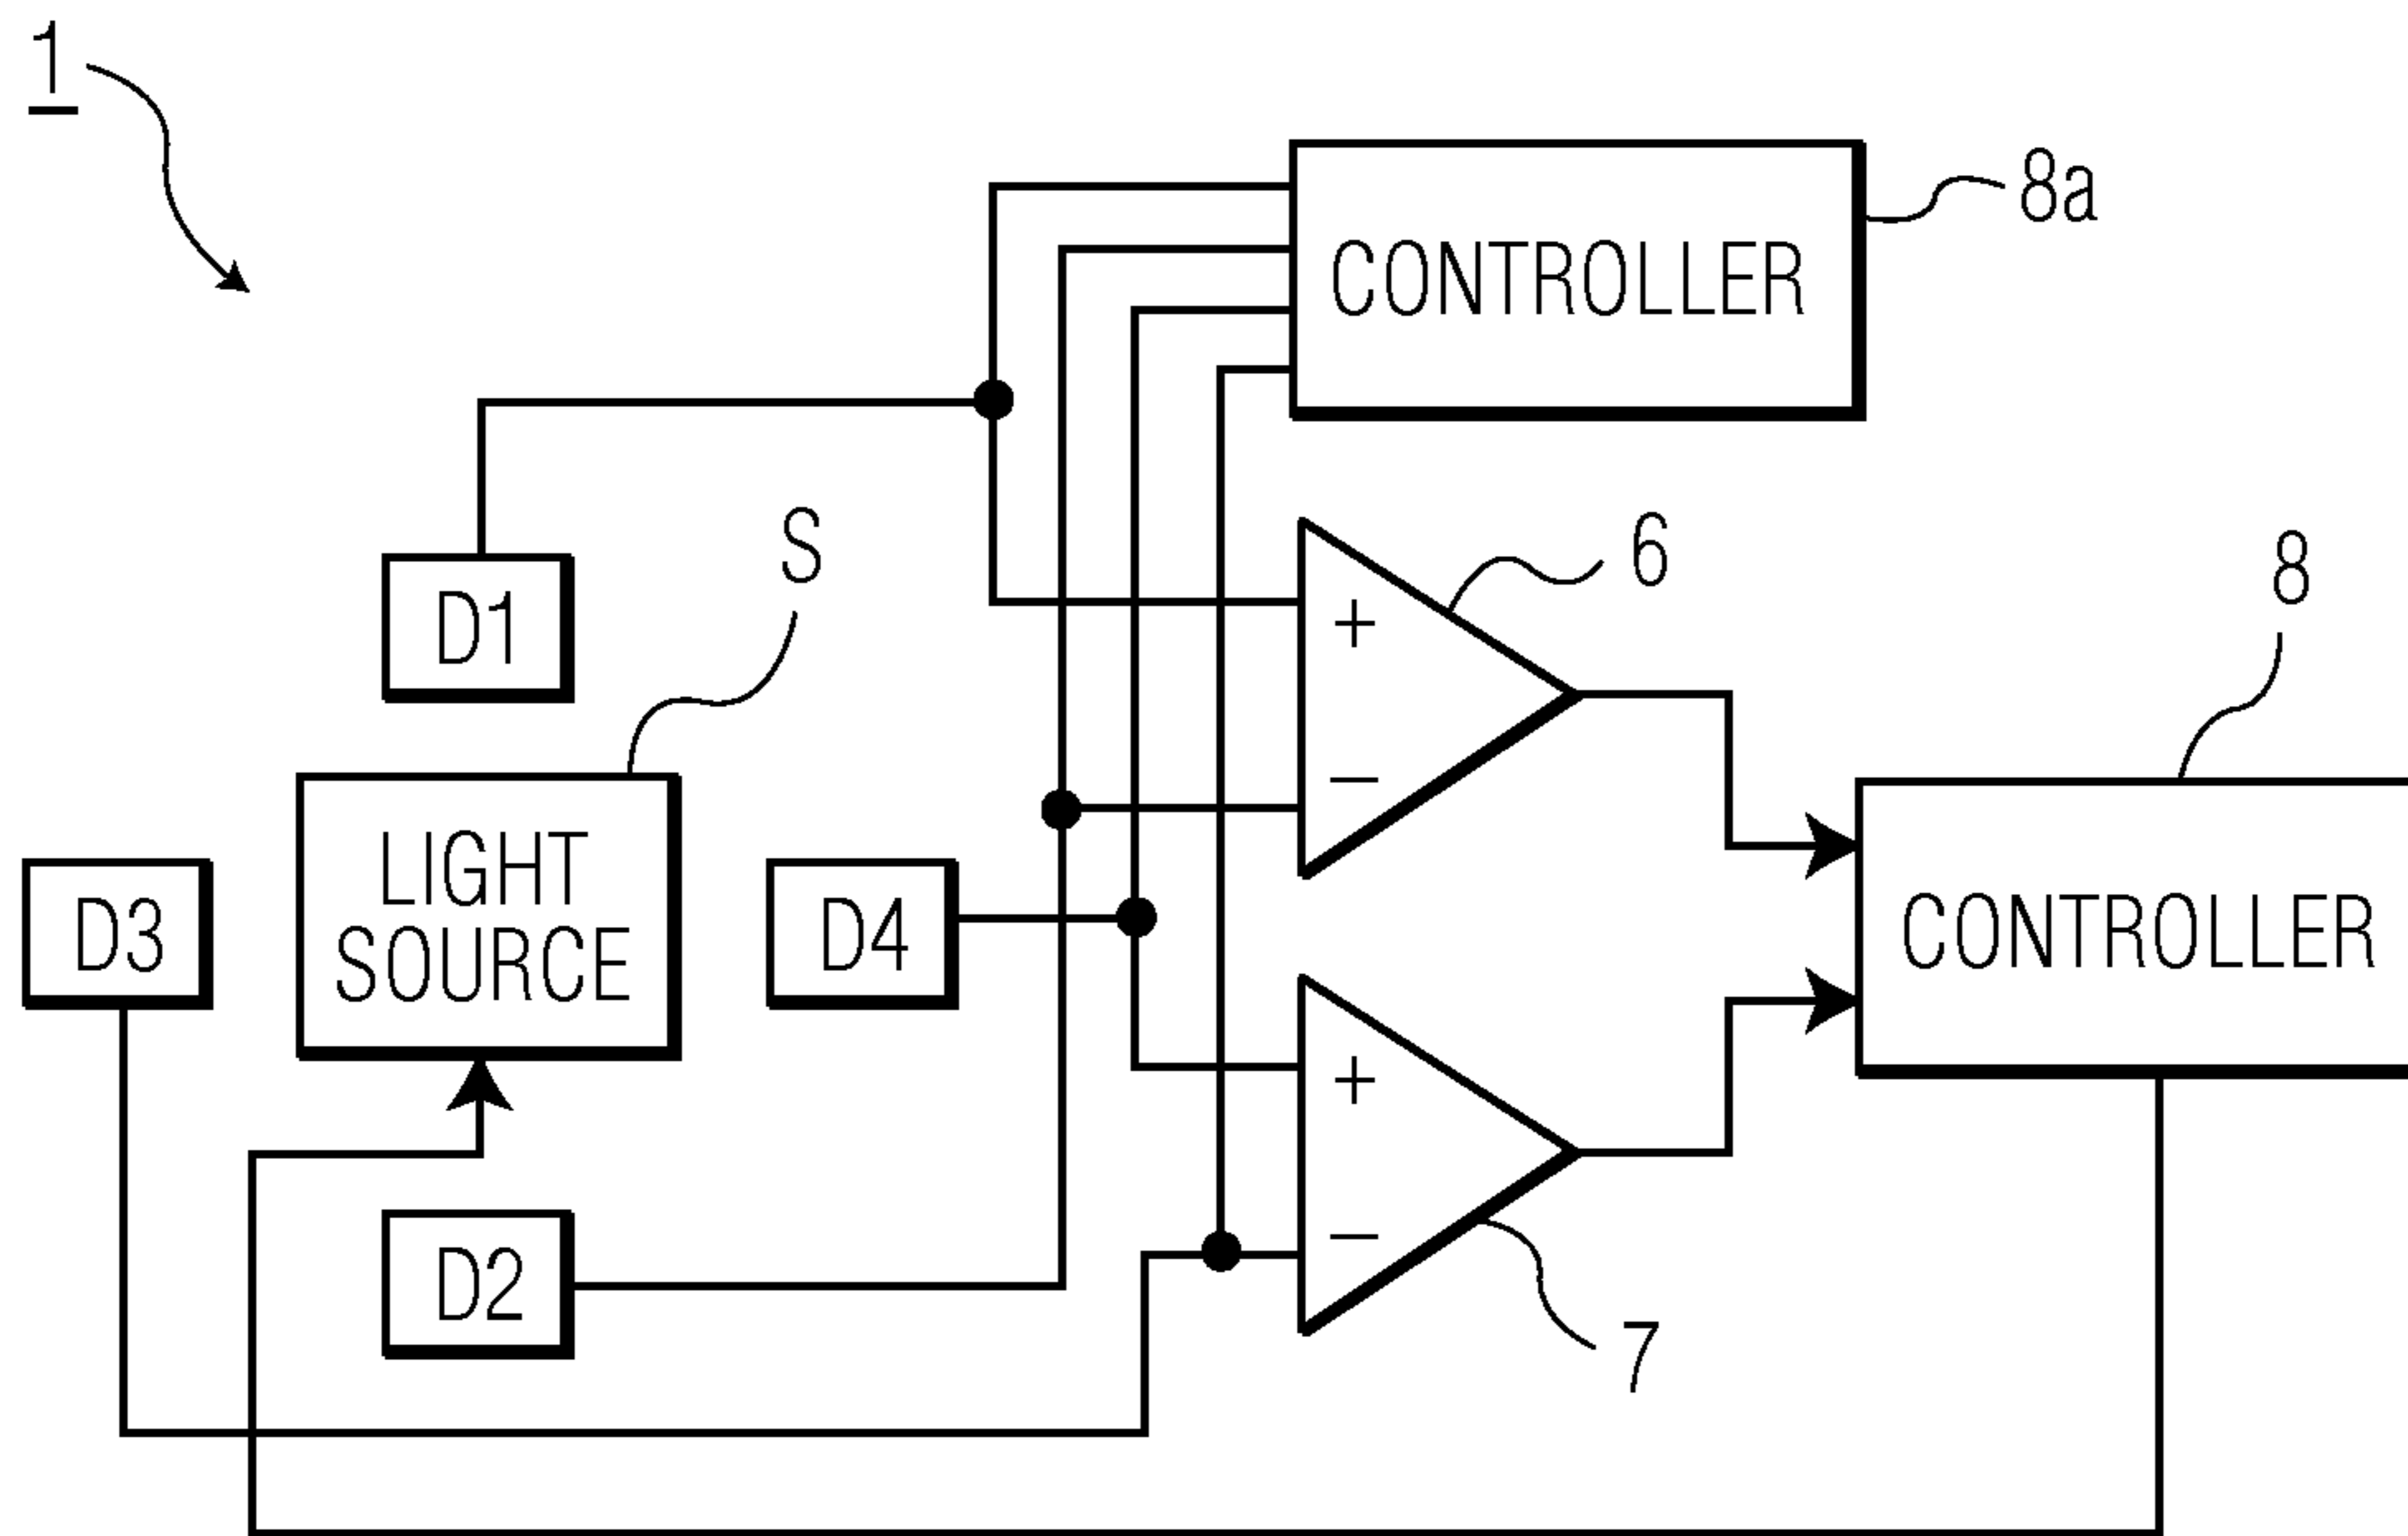 1
8a
CONTROLLER
S
6
8
D1
+
−
LIGHT
SOURCE
D3
D4
CONTROLLER
+
−
D2
7